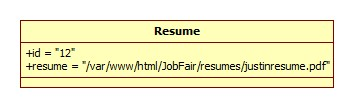 Resume
+id = "12"
+resume = "/var/www/html/JobFair/resumes/justinresume.pdf"